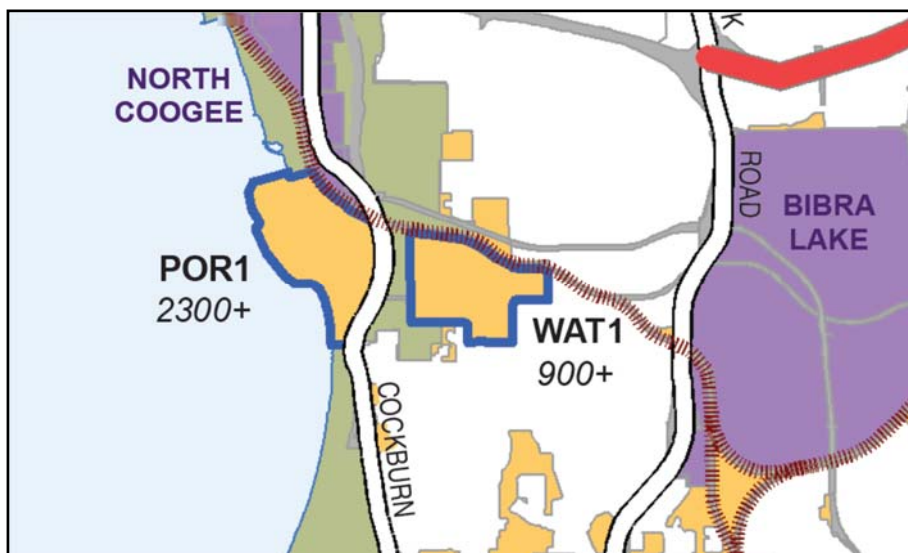 K
NORTH
COOGEE
ROAD
BIBRA
LAKE
POR1
2300+
WAT1
900+
COCKBURN